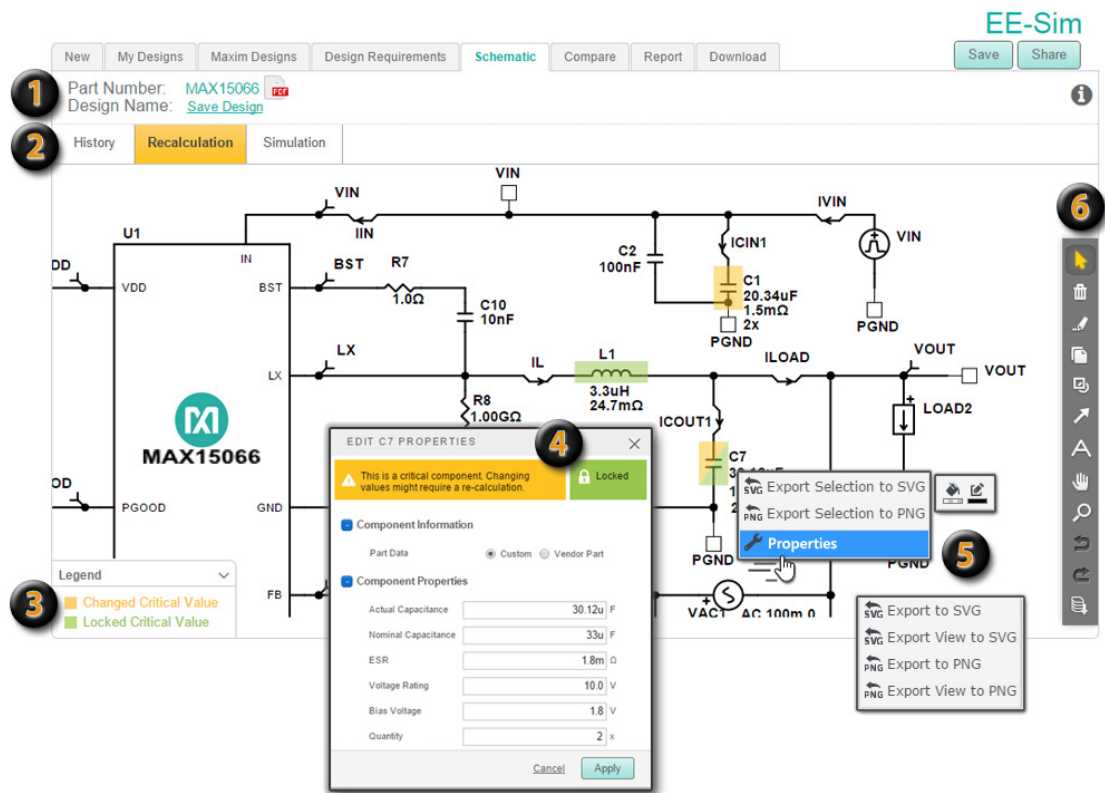 EE-Sim
New
My Designs
Maxim Designs
Design Requirements
Schematic
Compare
Report
Download
Save
Share
1
Part Number: MAX15066
PDF
Design Name: Save Design
2
History
Recalculation
Simulation
VIN
VIN
IVIN
6
IIN
U1
IN
C2
100nF
ICIN1
VIN
DD
VDD
BST
BST
R7
1.0Ω
C10
10nF
C1
20.34uF
1.5mΩ
2x
PGND
PGND
LX
LX
IL
L1
3.3uH
24.7mΩ
ILOAD
VOUT
VOUT
R8
1.00GΩ
ICOUT1
LOAD2
MAX15066
C7
OD
PGOOD
GND
PGND
PGND
FB
VAC1
AC 100m 0
EDIT C7 PROPERTIES
4
This is a critical component. Changing
values might require a re-calculation.
Locked
Component Information
Part Data
Custom
Vendor Part
Component Properties
Actual Capacitance
30.12u F
Nominal Capacitance
33u F
ESR
1.8m Ω
Voltage Rating
10.0 V
Bias Voltage
1.8 V
Quantity
2 x
Cancel
Apply
SVG Export Selection to SVG
PNG Export Selection to PNG
Properties
5
3
Legend
Changed Critical Value
Locked Critical Value
SVG Export to SVG
SVG Export View to SVG
PNG Export to PNG
PNG Export View to PNG